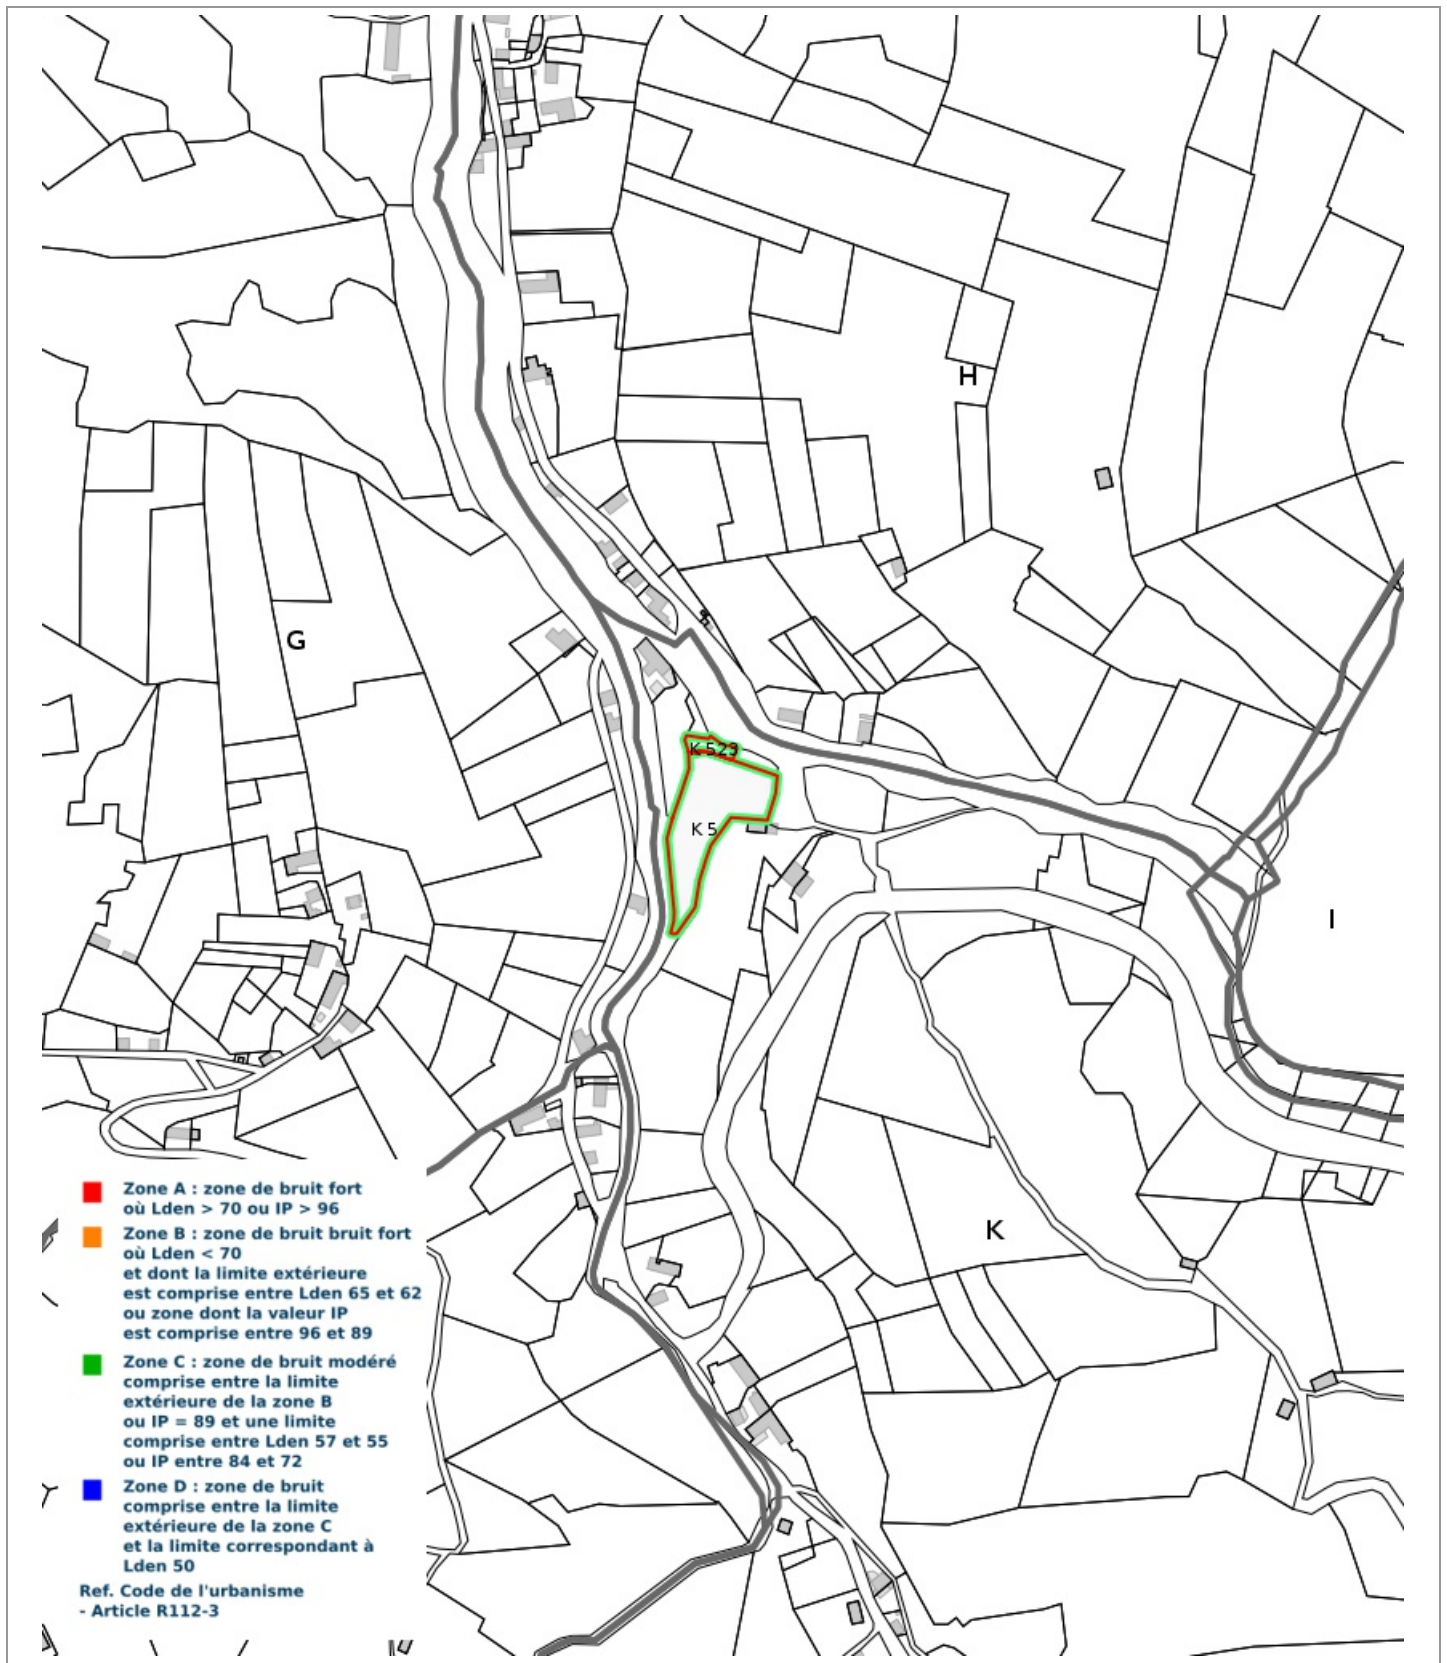 H
G
K 523
K 5
I
K
Zone A : zone de bruit fort
où Lden > 70 ou IP > 96
Zone B : zone de bruit bruit fort
où Lden < 70
et dont la limite extérieure
est comprise entre Lden 65 et 62
ou zone dont la valeur IP
est comprise entre 96 et 89
Zone C : zone de bruit modéré
comprise entre la limite
extérieure de la zone B
ou IP = 89 et une limite
comprise entre Lden 57 et 55
ou IP entre 84 et 72
Zone D : zone de bruit
comprise entre la limite
extérieure de la zone C
et la limite correspondant à
Lden 50
Ref. Code de l'urbanisme
- Article R112-3